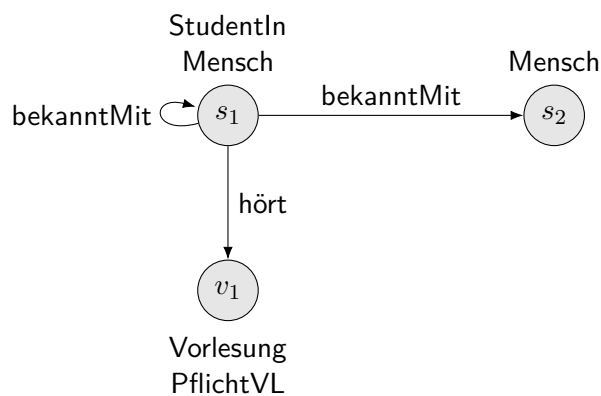 StudentIn
Mensch
Mensch
bekanntMit
bekanntMit
s1
s2
hört
v1
Vorlesung
PflichtVL